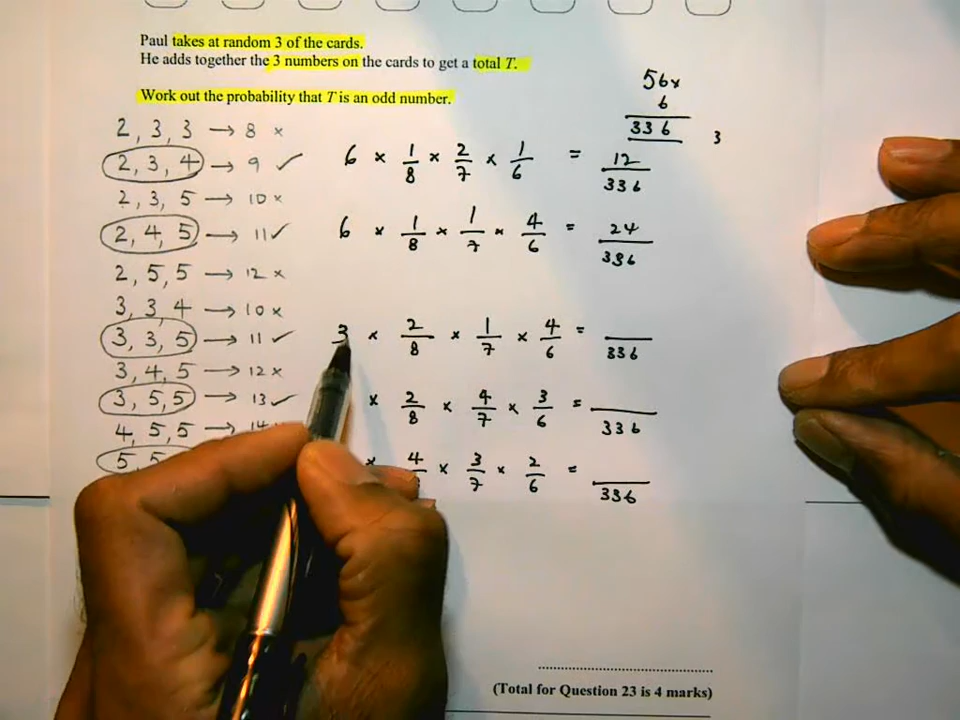 Paul takes at random 3 of the cards.
He adds together the 3 numbers on the cards to get a total T.
Work out the probability that T is an odd number.
56×
6
336
3
2, 3, 3 → 8 ×
2, 3, 4 → 9 ✓ 6 × 1/8 × 2/7 × 1/6 = 12/336
2, 3, 5 → 10 ×
2, 4, 5 → 11 ✓ 6 × 1/8 × 1/7 × 4/6 = 24/336
2, 5, 5 → 12 ×
3, 3, 4 → 10 ×
3, 3, 5 → 11 ✓ 3 × 2/8 × 1/7 × 4/6 = /336
3, 4, 5 → 12 ×
3, 5, 5 → 13 ✓ × 2/8 × 4/7 × 3/6 = /336
4, 5, 5 → 14
5, 5 × 4/8 × 3/7 × 2/6 = /336
(Total for Question 23 is 4 marks)